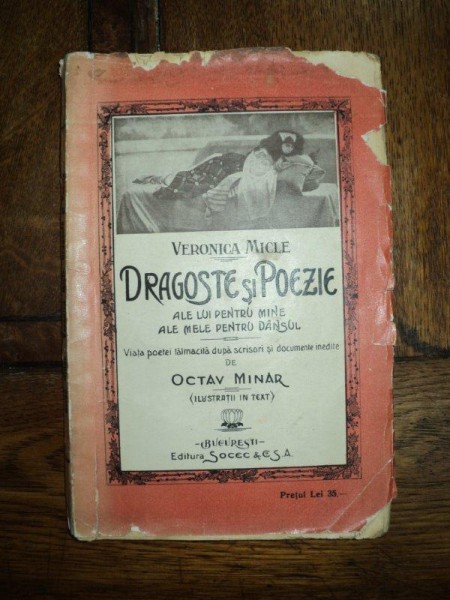 VERONICA MICLE
DRAGOSTE ȘI POEZIE
ALE LUI PENTRU MINE
ALE MELE PENTRU DÂNSUL
Viața poetei tălmăcită după scrisori și documente inedite
DE
OCTAV MINAR
(ILUSTRAȚII IN TEXT)
-BUCUREȘTI-
Editura SOCEC & C. S.A.
Prețul Lei 35.—